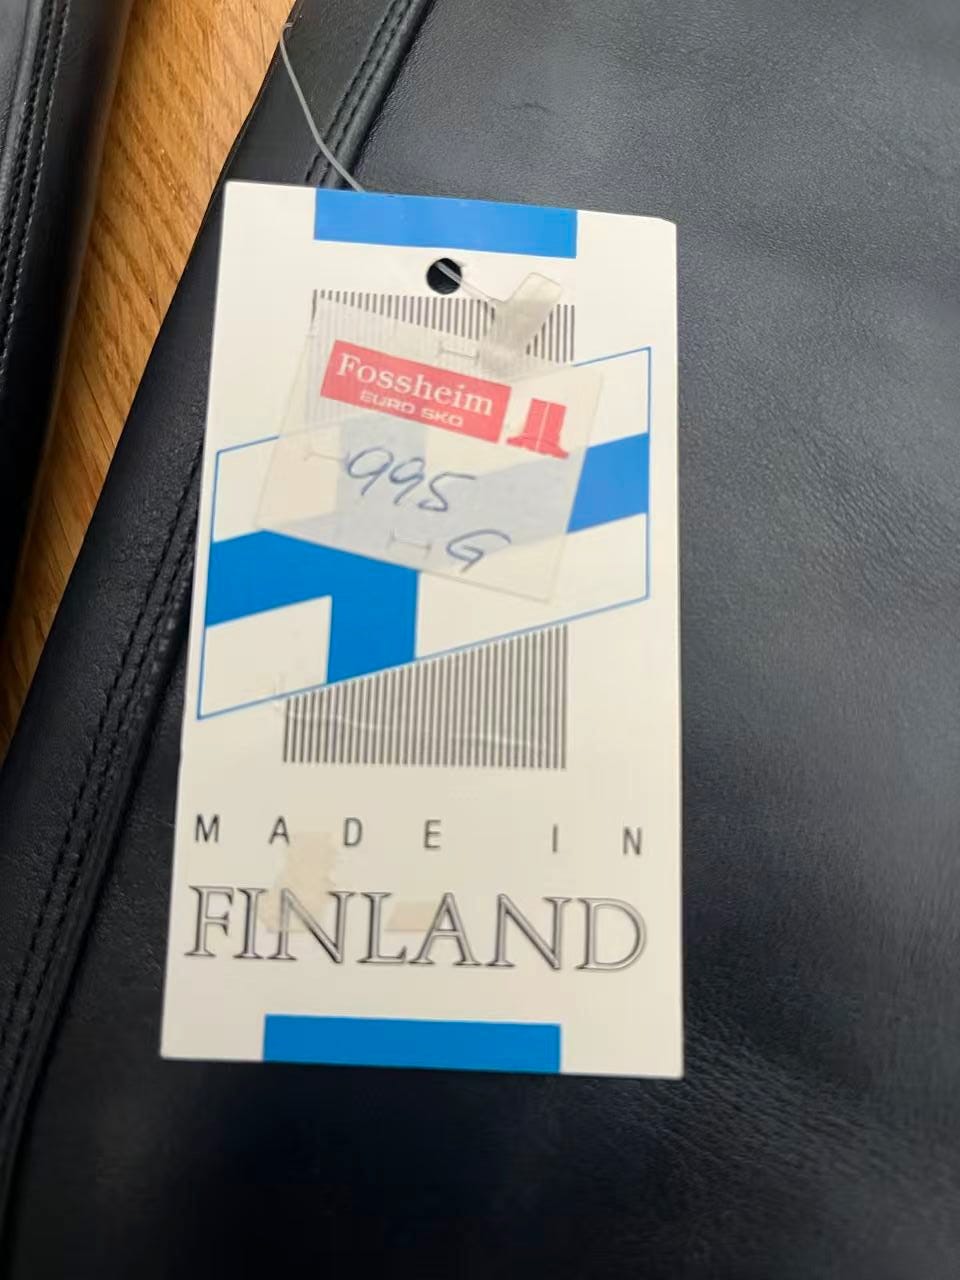 Fossheim
EURO SKO
995
G
MADE IN
FINLAND